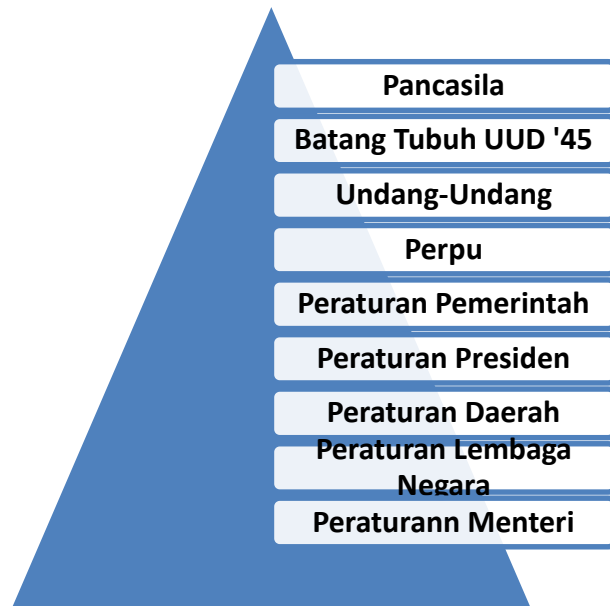 Pancasila
Batang Tubuh UUD '45
Undang-Undang
Perpu
Peraturan Pemerintah
Peraturan Presiden
Peraturan Daerah
Peraturan Lembaga
Negara
Peraturann Menteri